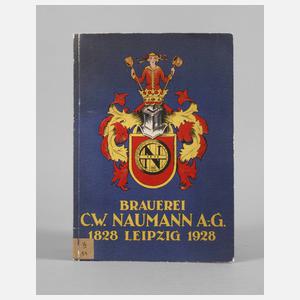 N
BRAUEREI
C.W. NAUMANN A.-G.
1828 LEIPZIG 1928